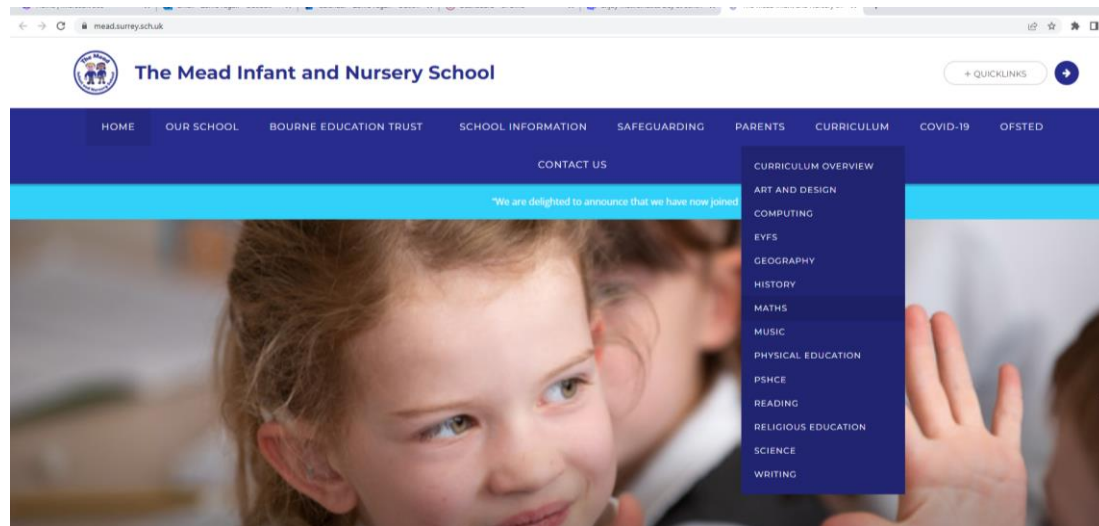 mead.surrey.sch.uk
The Mead
The Mead Infant and Nursery School
+ QUICKLINKS
HOME OUR SCHOOL BOURNE EDUCATION TRUST SCHOOL INFORMATION SAFEGUARDING PARENTS CURRICULUM COVID-19 OFSTED
CONTACT US
"We are delighted to announce that we have now joined
CURRICULUM OVERVIEW
ART AND DESIGN
COMPUTING
EYFS
GEOGRAPHY
HISTORY
MATHS
MUSIC
PHYSICAL EDUCATION
PSHCE
READING
RELIGIOUS EDUCATION
SCIENCE
WRITING